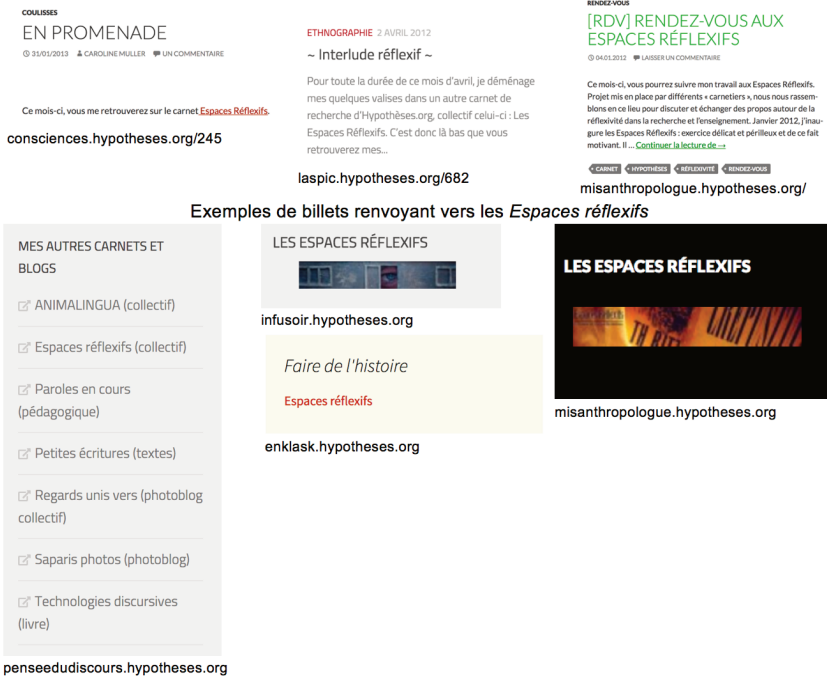 COULISSES
EN PROMENADE
31/01/2013 CAROLINE MULLER UN COMMENTAIRE
Ce mois-ci, vous me retrouverez sur le carnet Espaces Réflexifs.
consciences.hypotheses.org/245
ETHNOGRAPHIE 2 AVRIL 2012
~ Interlude réflexif ~
Pour toute la durée de ce mois d'avril, je déménage
mes quelques valises dans un autre carnet de
recherche d'Hypothèses.org, collectif celui-ci : Les
Espaces Réflexifs. C'est donc là bas que vous
retrouverez mes...
laspic.hypotheses.org/682
RENDEZ-VOUS
[RDV] RENDEZ-VOUS AUX
ESPACES RÉFLEXIFS
04.01.2012 LAISSER UN COMMENTAIRE
Ce mois-ci, vous pourrez suivre mon travail aux Espaces Réflexifs.
Projet mis en place par différents « carnetiers », nous nous rassem-
blons en ce lieu pour discuter et échanger des propos autour de la
réflexivité dans la recherche et l'enseignement. Janvier 2012, j'inau-
gure les Espaces Réflexifs : exercice délicat et périlleux et de ce fait
motivant. Il ... Continuer la lecture de →
CARNET HYPOTHÈSES RÉFLEXIVITÉ RENDEZ-VOUS
misanthropologue.hypotheses.org/
Exemples de billets renvoyant vers les Espaces réflexifs
MES AUTRES CARNETS ET
BLOGS
ANIMALINGUA (collectif)
Espaces réflexifs (collectif)
Paroles en cours
(pédagogique)
Petites écritures (textes)
Regards unis vers (photoblog
collectif)
Saparis photos (photoblog)
Technologies discursives
(livre)
penseedudiscours.hypotheses.org
LES ESPACES RÉFLEXIFS
infusoir.hypotheses.org
Faire de l'histoire
Espaces réflexifs
enklask.hypotheses.org
LES ESPACES RÉFLEXIFS
misanthropologue.hypotheses.org